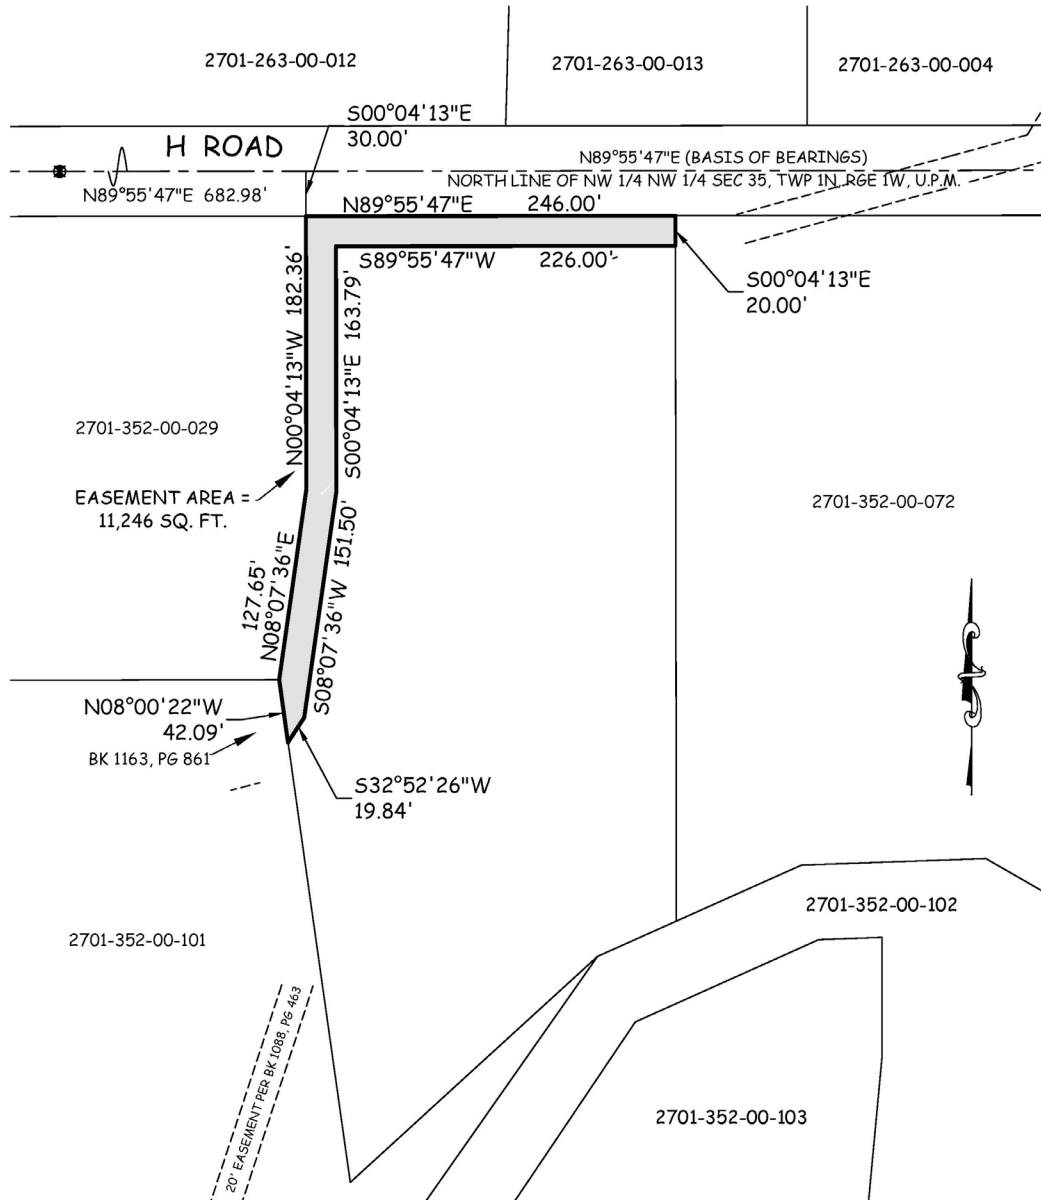 2701-263-00-012
2701-263-00-013
2701-263-00-004
S00°04'13"E
30.00'
H ROAD
N89°55'47"E (BASIS OF BEARINGS)
NORTH LINE OF NW 1/4 NW 1/4 SEC 35, TWP 1N, RGE 1W, U.P.M.
N89°55'47"E 682.98'
N89°55'47"E 246.00'
S89°55'47"W 226.00'
S00°04'13"E
20.00'
N00°04'13"W 182.36'
S00°04'13"E 163.79'
2701-352-00-029
EASEMENT AREA =
11,246 SQ. FT.
2701-352-00-072
127.65'
N08°07'36"E
S08°07'36"W 151.50'
N08°00'22"W
42.09'
BK 1163, PG 861
S32°52'26"W
19.84'
2701-352-00-102
2701-352-00-101
20' EASEMENT PER BK 1088, PG 463
2701-352-00-103